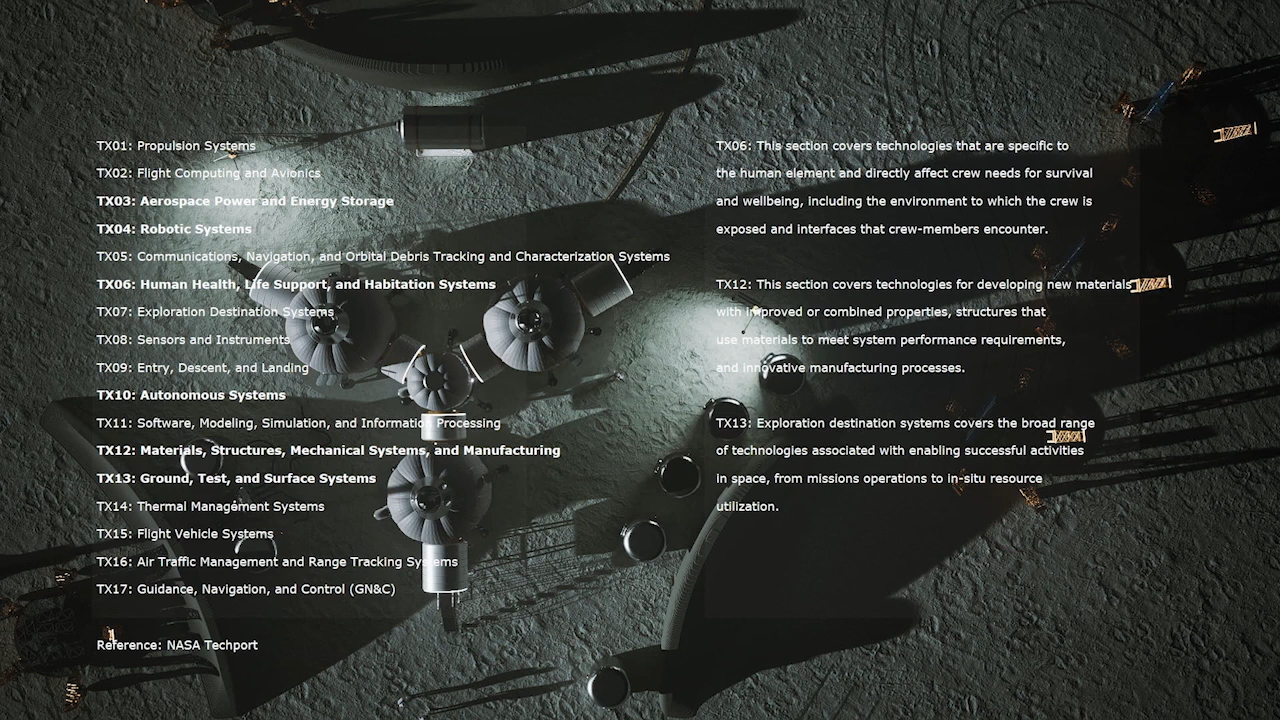 TX01: Propulsion Systems
TX02: Flight Computing and Avionics
TX03: Aerospace Power and Energy Storage
TX04: Robotic Systems
TX05: Communications, Navigation, and Orbital Debris Tracking and Characterization Systems
TX06: Human Health, Life Support, and Habitation Systems
TX07: Exploration Destination Systems
TX08: Sensors and Instruments
TX09: Entry, Descent, and Landing
TX10: Autonomous Systems
TX11: Software, Modeling, Simulation, and Information Processing
TX12: Materials, Structures, Mechanical Systems, and Manufacturing
TX13: Ground, Test, and Surface Systems
TX14: Thermal Management Systems
TX15: Flight Vehicle Systems
TX16: Air Traffic Management and Range Tracking Systems
TX17: Guidance, Navigation, and Control (GN&C)
Reference: NASA Techport
TX06: This section covers technologies that are specific to
the human element and directly affect crew needs for survival
and wellbeing, including the environment to which the crew is
exposed and interfaces that crew-members encounter.
TX12: This section covers technologies for developing new materials
with improved or combined properties, structures that
use materials to meet system performance requirements,
and innovative manufacturing processes.
TX13: Exploration destination systems covers the broad range
of technologies associated with enabling successful activities
in space, from missions operations to in-situ resource
utilization.